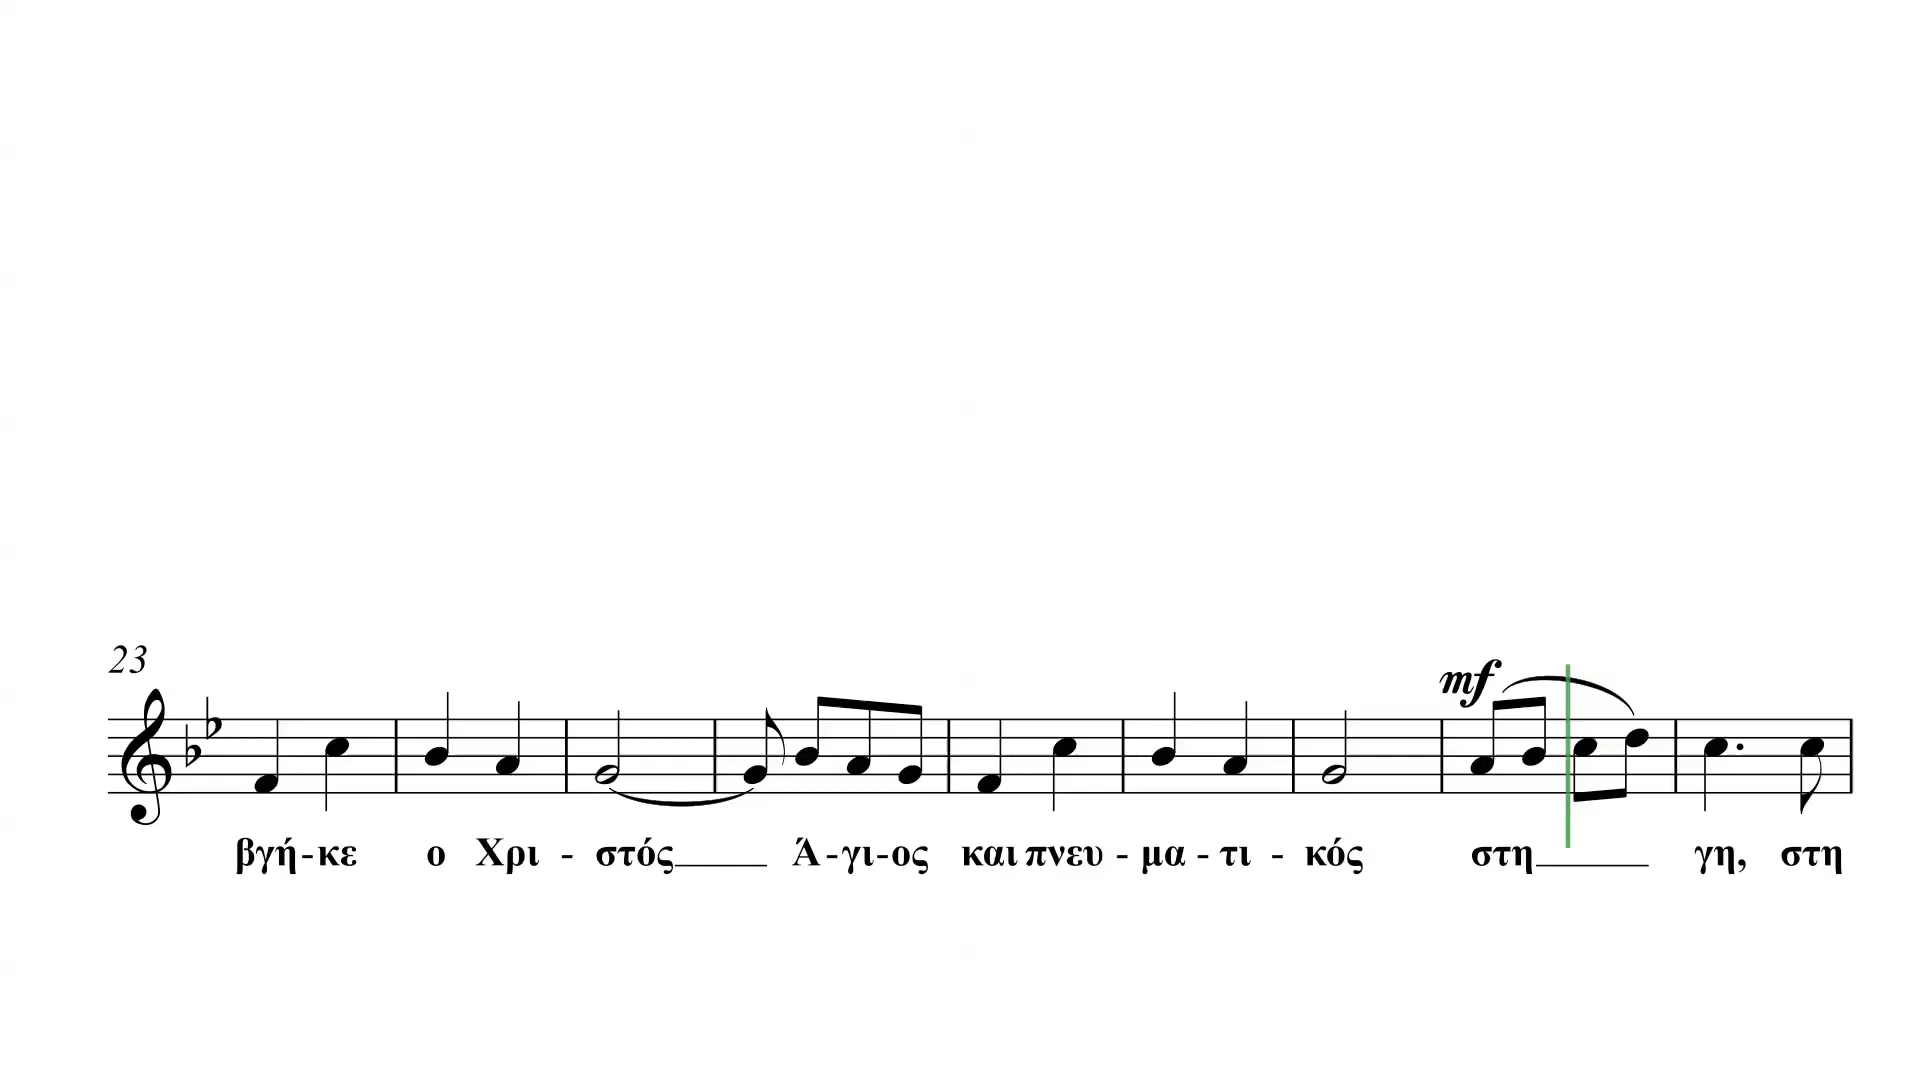 23
mf
βγή-κε ο Χρι - στός Ά-γι-ος και πνευ - μα - τι - κός στη γη, στη